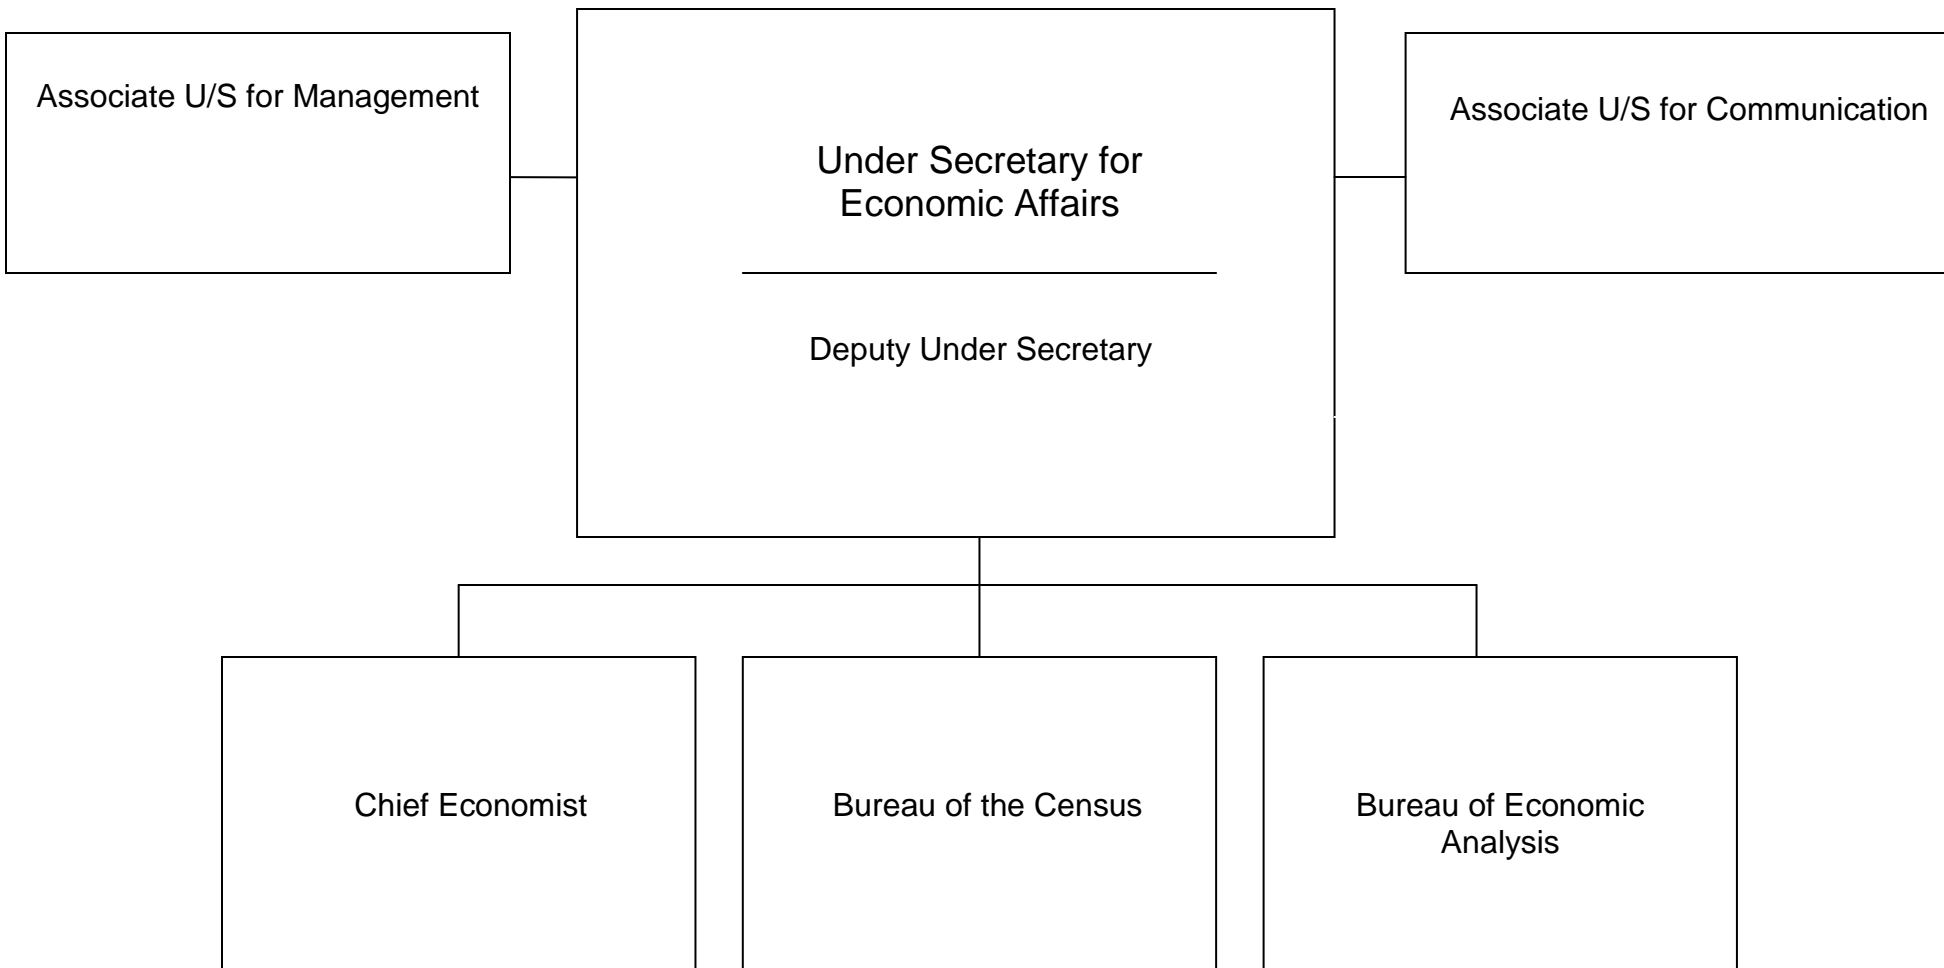 Associate U/S for Management
Under Secretary for
Economic Affairs
Deputy Under Secretary
Associate U/S for Communication
Chief Economist
Bureau of the Census
Bureau of Economic
Analysis